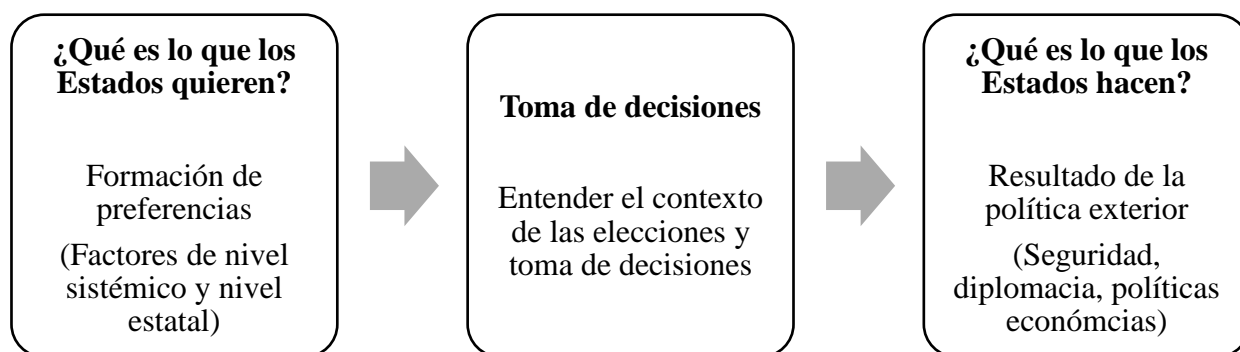 ¿Qué es lo que los
Estados quieren?
Formación de
preferencias
(Factores de nivel
sistémico y nivel
estatal)
Toma de decisiones
Entender el contexto
de las elecciones y
toma de decisiones
¿Qué es lo que los
Estados hacen?
Resultado de la
política exterior
(Seguridad,
diplomacia, políticas
económcias)